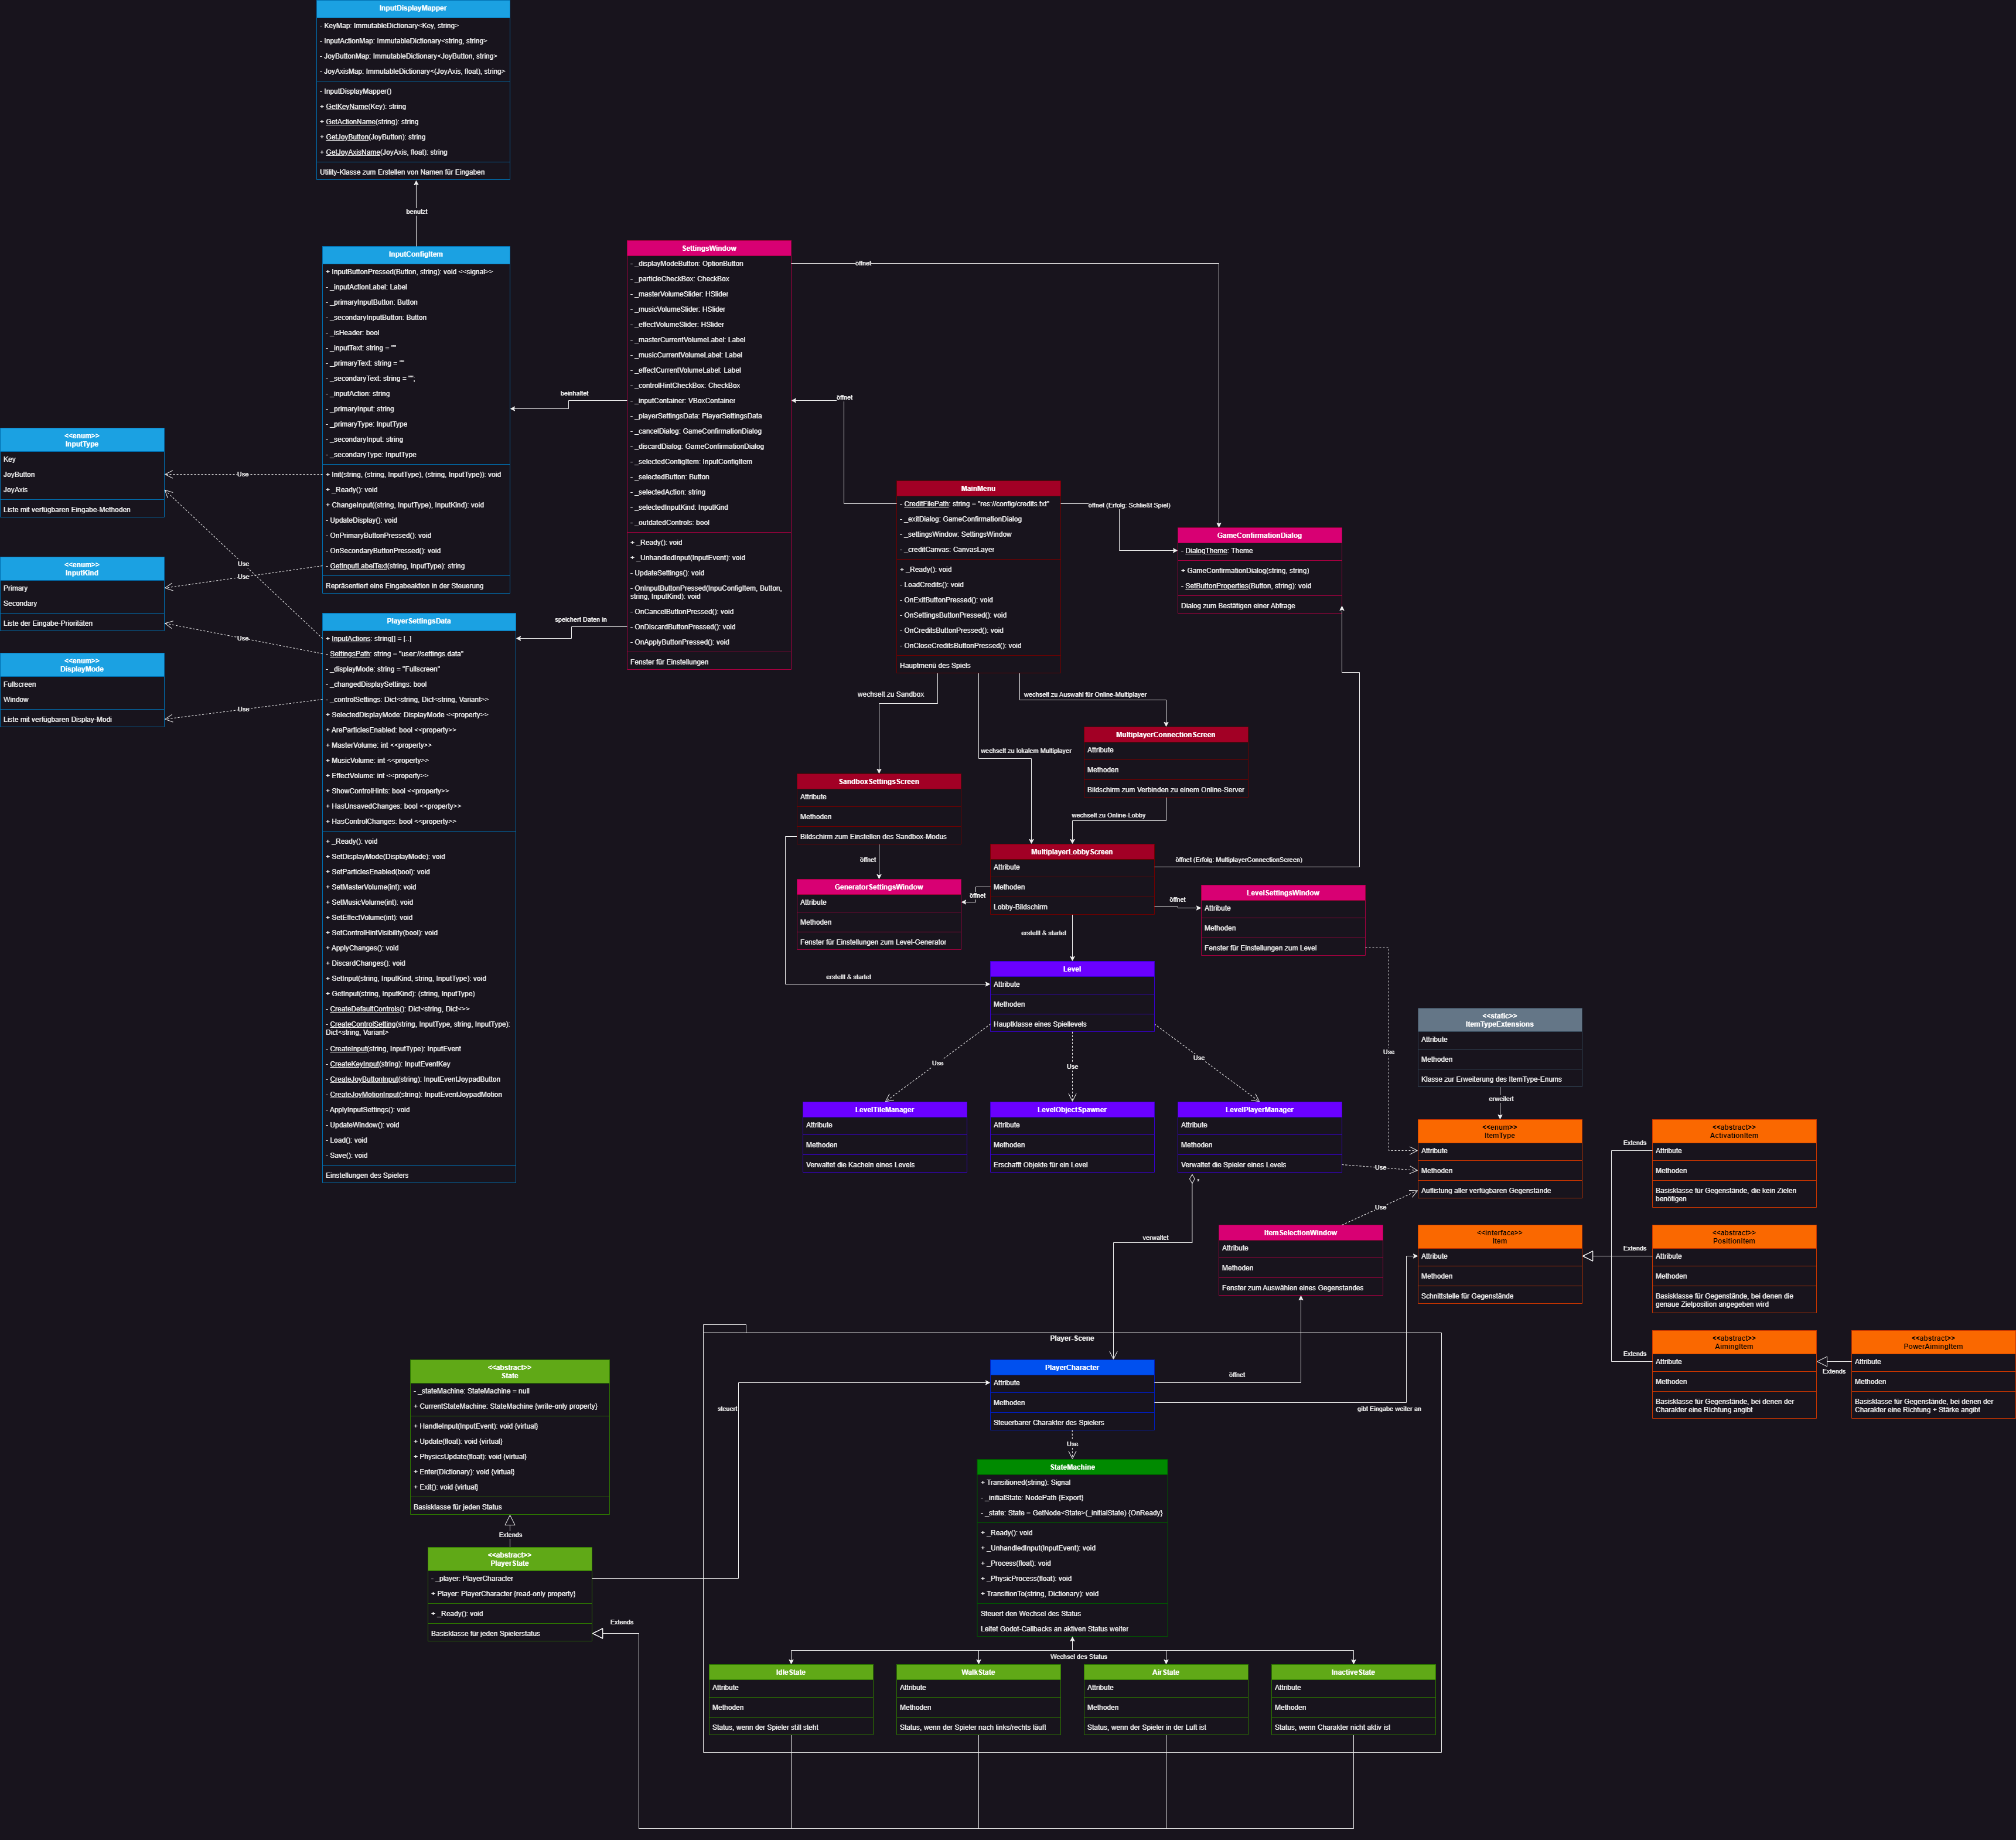 InputDisplayMapper
- KeyMap: ImmutableDictionary<Key, string>
- InputActionMap: ImmutableDictionary<string, string>
- JoyButtonMap: ImmutableDictionary<JoyButton, string>
- JoyAxisMap: ImmutableDictionary<(JoyAxis, float), string>
- InputDisplayMapper()
+ GetKeyName(Key): string
+ GetActionName(string): string
+ GetJoyButton(JoyButton): string
+ GetJoyAxisName(JoyAxis, float): string
Utility-Klasse zum Erstellen von Namen für Eingaben
benutzt
InputConfigItem
+ InputButtonPressed(Button, string): void <<signal>>
- _inputActionLabel: Label
- _primaryInputButton: Button
- _secondaryInputButton: Button
- _isHeader: bool
- _inputText: string = ""
- _primaryText: string = ""
- _secondaryText: string = "";
- _inputAction: string
- _primaryInput: string
- _primaryType: InputType
- _secondaryInput: string
- _secondaryType: InputType
+ Init(string, (string, InputType), (string, InputType)): void
+ _Ready(): void
+ ChangeInput((string, InputType), InputKind): void
- UpdateDisplay(): void
- OnPrimaryButtonPressed(): void
- OnSecondaryButtonPressed(): void
- GetInputLabelText(string, InputType): string
Repräsentiert eine Eingabeaktion in der Steuerung
<<enum>>
InputType
Key
JoyButton
JoyAxis
Liste mit verfügbaren Eingabe-Methoden
Use
<<enum>>
InputKind
Primary
Secondary
Liste der Eingabe-Prioritäten
Use
Use
Use
<<enum>>
DisplayMode
Fullscreen
Window
Liste mit verfügbaren Display-Modi
Use
PlayerSettingsData
+ InputActions: string[] = [..]
- SettingsPath: string = "user://settings.data"
- _displayMode: string = "Fullscreen"
- _changedDisplaySettings: bool
- _controlSettings: Dict<string, Dict<string, Variant>>
+ SelectedDisplayMode: DisplayMode <<property>>
+ AreParticlesEnabled: bool <<property>>
+ MasterVolume: int <<property>>
+ MusicVolume: int <<property>>
+ EffectVolume: int <<property>>
+ ShowControlHints: bool <<property>>
+ HasUnsavedChanges: bool <<property>>
+ HasControlChanges: bool <<property>>
+ _Ready(): void
+ SetDisplayMode(DisplayMode): void
+ SetParticlesEnabled(bool): void
+ SetMasterVolume(int): void
+ SetMusicVolume(int): void
+ SetEffectVolume(int): void
+ SetControlHintVisibility(bool): void
+ ApplyChanges(): void
+ DiscardChanges(): void
+ SetInput(string, InputKind, string, InputType): void
+ GetInput(string, InputKind): (string, InputType)
- CreateDefaultControls(): Dict<string, Dict<>>
- CreateControlSetting(string, InputType, string, InputType):
Dict<string, Variant>
- CreateInput(string, InputType): InputEvent
- CreateKeyInput(string): InputEventKey
- CreateJoyButtonInput(string): InputEventJoypadButton
- CreateJoyMotionInput(string): InputEventJoypadMotion
- ApplyInputSettings(): void
- UpdateWindow(): void
- Load(): void
- Save(): void
Einstellungen des Spielers
beinhaltet
speichert Daten in
SettingsWindow
- _displayModeButton: OptionButton
- _particleCheckBox: CheckBox
- _masterVolumeSlider: HSlider
- _musicVolumeSlider: HSlider
- _effectVolumeSlider: HSlider
- _masterCurrentVolumeLabel: Label
- _musicCurrentVolumeLabel: Label
- _effectCurrentVolumeLabel: Label
- _controlHintCheckBox: CheckBox
- _inputContainer: VBoxContainer
- _playerSettingsData: PlayerSettingsData
- _cancelDialog: GameConfirmationDialog
- _discardDialog: GameConfirmationDialog
- _selectedConfigItem: InputConfigItem
- _selectedButton: Button
- _selectedAction: string
- _selectedInputKind: InputKind
- _outdatedControls: bool
+ _Ready(): void
+ _UnhandledInput(InputEvent): void
- UpdateSettings(): void
- OnInputButtonPressed(InpuConfigItem, Button,
string, InputKind): void
- OnCancelButtonPressed(): void
- OnDiscardButtonPressed(): void
- OnApplyButtonPressed(): void
Fenster für Einstellungen
öffnet
öffnet
MainMenu
- CreditFilePath: string = "res://config/credits.txt"
- _exitDialog: GameConfirmationDialog
- _settingsWindow: SettingsWindow
- _creditCanvas: CanvasLayer
+ _Ready(): void
- LoadCredits(): void
- OnExitButtonPressed(): void
- OnSettingsButtonPressed(): void
- OnCreditsButtonPressed(): void
- OnCloseCreditsButtonPressed(): void
Hauptmenü des Spiels
öffnet (Erfolg: Schließt Spiel)
GameConfirmationDialog
- DialogTheme: Theme
+ GameConfirmationDialog(string, string)
- SetButtonProperties(Button, string): void
Dialog zum Bestätigen einer Abfrage
wechselt zu Sandbox
wechselt zu Auswahl für Online-Multiplayer
wechselt zu lokalem Multiplayer
MultiplayerConnectionScreen
Attribute
Methoden
Bildschirm zum Verbinden zu einem Online-Server
wechselt zu Online-Lobby
SandboxSettingsScreen
Attribute
Methoden
Bildschirm zum Einstellen des Sandbox-Modus
öffnet
MultiplayerLobbyScreen
Attribute
Methoden
Lobby-Bildschirm
öffnet (Erfolg: MultiplayerConnectionScreen)
öffnet
öffnet
GeneratorSettingsWindow
Attribute
Methoden
Fenster für Einstellungen zum Level-Generator
LevelSettingsWindow
Attribute
Methoden
Fenster für Einstellungen zum Level
erstellt & startet
erstellt & startet
Level
Attribute
Methoden
Hauptklasse eines Spiellevels
Use
Use
Use
Use
LevelTileManager
Attribute
Methoden
Verwaltet die Kacheln eines Levels
LevelObjectSpawner
Attribute
Methoden
Erschafft Objekte für ein Level
LevelPlayerManager
Attribute
Methoden
Verwaltet die Spieler eines Levels
<<static>>
ItemTypeExtensions
Attribute
Methoden
Klasse zur Erweiterung des ItemType-Enums
erweitert
<<enum>>
ItemType
Attribute
Methoden
Auflistung aller verfügbaren Gegenstände
Use
Use
*
verwaltet
ItemSelectionWindow
Attribute
Methoden
Fenster zum Auswählen eines Gegenstandes
<<interface>>
Item
Attribute
Methoden
Schnittstelle für Gegenstände
Extends
Extends
Extends
<<abstract>>
ActivationItem
Attribute
Methoden
Basisklasse für Gegenstände, die kein Zielen
benötigen
<<abstract>>
PositionItem
Attribute
Methoden
Basisklasse für Gegenstände, bei denen die
genaue Zielposition angegeben wird
<<abstract>>
AimingItem
Attribute
Methoden
Basisklasse für Gegenstände, bei denen der
Charakter eine Richtung angibt
Extends
<<abstract>>
PowerAimingItem
Attribute
Methoden
Basisklasse für Gegenstände, bei denen der
Charakter eine Richtung + Stärke angibt
Player-Scene
PlayerCharacter
Attribute
Methoden
Steuerbarer Charakter des Spielers
öffnet
gibt Eingabe weiter an
steuert
Use
<<abstract>>
State
- _stateMachine: StateMachine = null
+ CurrentStateMachine: StateMachine {write-only property}
+ HandleInput(InputEvent): void {virtual}
+ Update(float): void {virtual}
+ PhysicsUpdate(float): void {virtual}
+ Enter(Dictionary): void {virtual}
+ Exit(): void {virtual}
Basisklasse für jeden Status
Extends
<<abstract>>
PlayerState
- _player: PlayerCharacter
+ Player: PlayerCharacter {read-only property}
+ _Ready(): void
Basisklasse für jeden Spielerstatus
Extends
StateMachine
+ Transitioned(string): Signal
- _initialState: NodePath {Export}
- _state: State = GetNode<State>(_initialState) {OnReady}
+ _Ready(): void
+ _UnhandledInput(InputEvent): void
+ _Process(float): void
+ _PhysicProcess(float): void
+ TransitionTo(string, Dictionary): void
Steuert den Wechsel des Status
Leitet Godot-Callbacks an aktiven Status weiter
Wechsel des Status
IdleState
Attribute
Methoden
Status, wenn der Spieler still steht
WalkState
Attribute
Methoden
Status, wenn der Spieler nach links/rechts läuft
AirState
Attribute
Methoden
Status, wenn der Spieler in der Luft ist
InactiveState
Attribute
Methoden
Status, wenn Charakter nicht aktiv ist